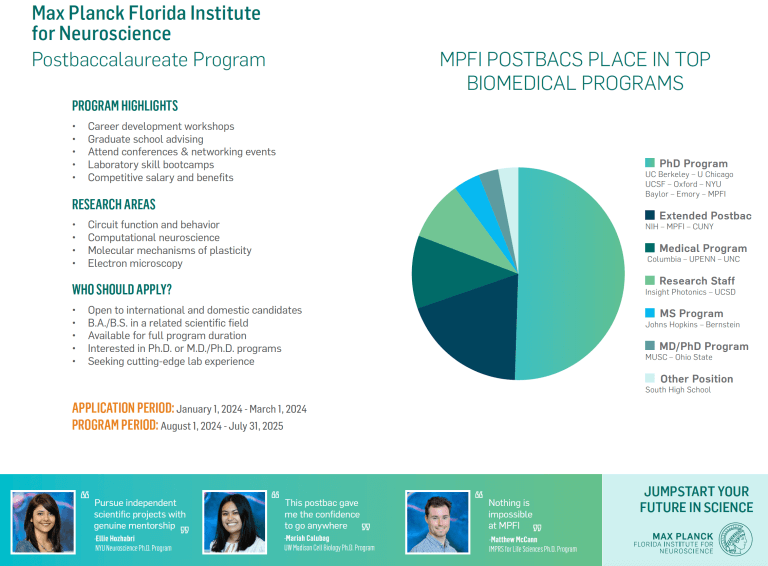 Max Planck Florida Institute
for Neuroscience
Postbaccalaureate Program
PROGRAM HIGHLIGHTS
• Career development workshops
• Graduate school advising
• Attend conferences & networking events
• Laboratory skill bootcamps
• Competitive salary and benefits
RESEARCH AREAS
• Circuit function and behavior
• Computational neuroscience
• Molecular mechanisms of plasticity
• Electron microscopy
WHO SHOULD APPLY?
• Open to international and domestic candidates
• B.A./B.S. in a related scientific field
• Available for full program duration
• Interested in Ph.D. or M.D./Ph.D. programs
• Seeking cutting-edge lab experience
APPLICATION PERIOD: January 1, 2024 - March 1, 2024
PROGRAM PERIOD: August 1, 2024 - July 31, 2025
MPFI POSTBACS PLACE IN TOP
BIOMEDICAL PROGRAMS
PhD Program
UC Berkeley – U Chicago
UCSF – Oxford – NYU
Baylor – Emory – MPFI
Extended Postbac
NIH – MPFI – CUNY
Medical Program
Columbia – UPENN – UNC
Research Staff
Insight Photonics – UCSD
MS Program
Johns Hopkins – Bernstein
MD/PhD Program
MUSC – Ohio State
Other Position
South High School
“ Pursue independent
scientific projects with
genuine mentorship ”
-Ellie Hozhabri
NYU Neuroscience Ph.D. Program
“ This postbac gave
me the confidence
to go anywhere ”
-Mariah Calubag
UW Madison Cell Biology Ph.D. Program
“ Nothing is
impossible
at MPFI ”
-Matthew McCann
IMPRS for Life Sciences Ph.D. Program
JUMPSTART YOUR
FUTURE IN SCIENCE
MAX PLANCK
FLORIDA INSTITUTE FOR
NEUROSCIENCE